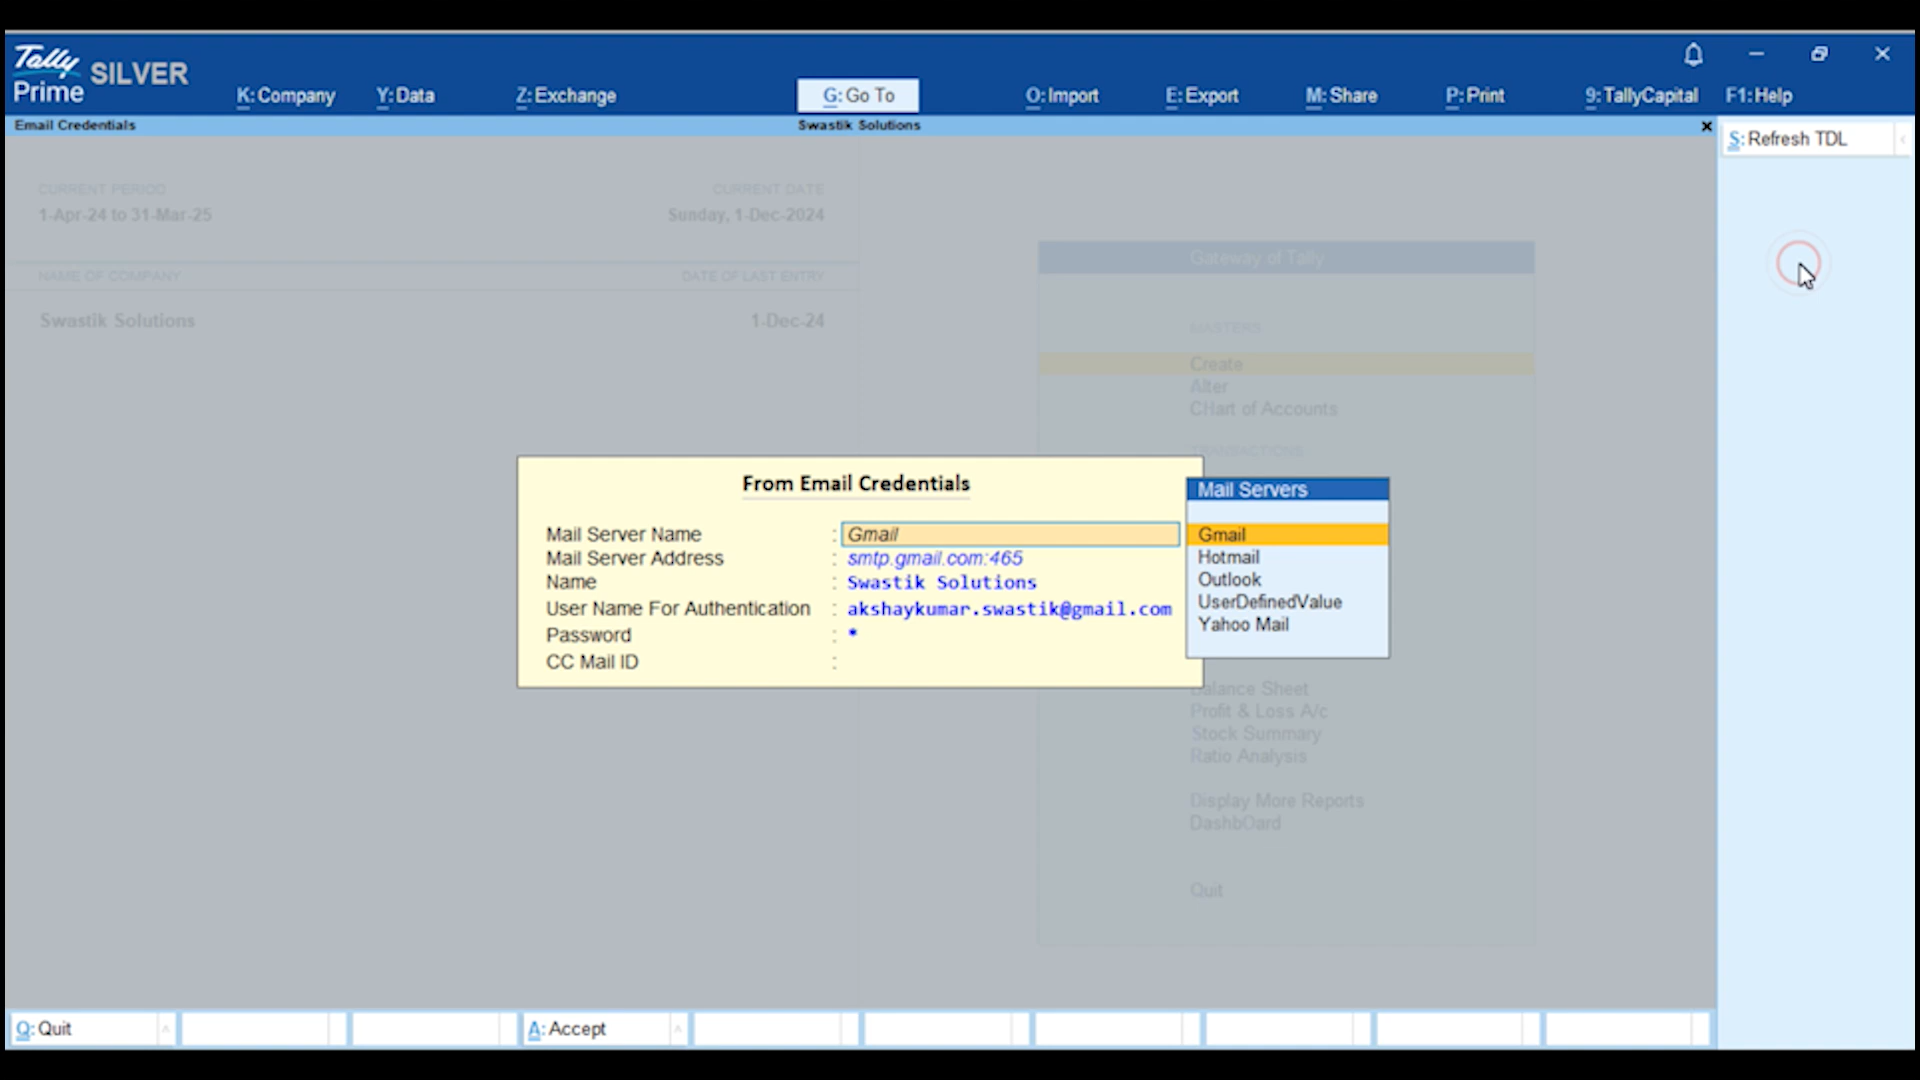 Tally
Prime
SILVER
K: Company
Y: Data
Z: Exchange
G: Go To
O: Import
E: Export
M: Share
P: Print
9: TallyCapital
F1: Help
Email Credentials
Swastik Solutions
S: Refresh TDL
CURRENT PERIOD
CURRENT DATE
1-Apr-24 to 31-Mar-25
Sunday, 1-Dec-2024
NAME OF COMPANY
DATE OF LAST ENTRY
Swastik Solutions
1-Dec-24
Gateway of Tally
MASTERS
Create
Alter
CHart of Accounts
TRANSACTIONS
From Email Credentials
Mail Server Name : Gmail
Mail Server Address : smtp.gmail.com:465
Name : Swastik Solutions
User Name For Authentication : akshaykumar.swastik@gmail.com
Password : *
CC Mail ID :
Mail Servers
Gmail
Hotmail
Outlook
UserDefinedValue
Yahoo Mail
Balance Sheet
Profit & Loss A/c
Stock Summary
Ratio Analysis
Display More Reports
DashbOard
Quit
Q: Quit
A: Accept